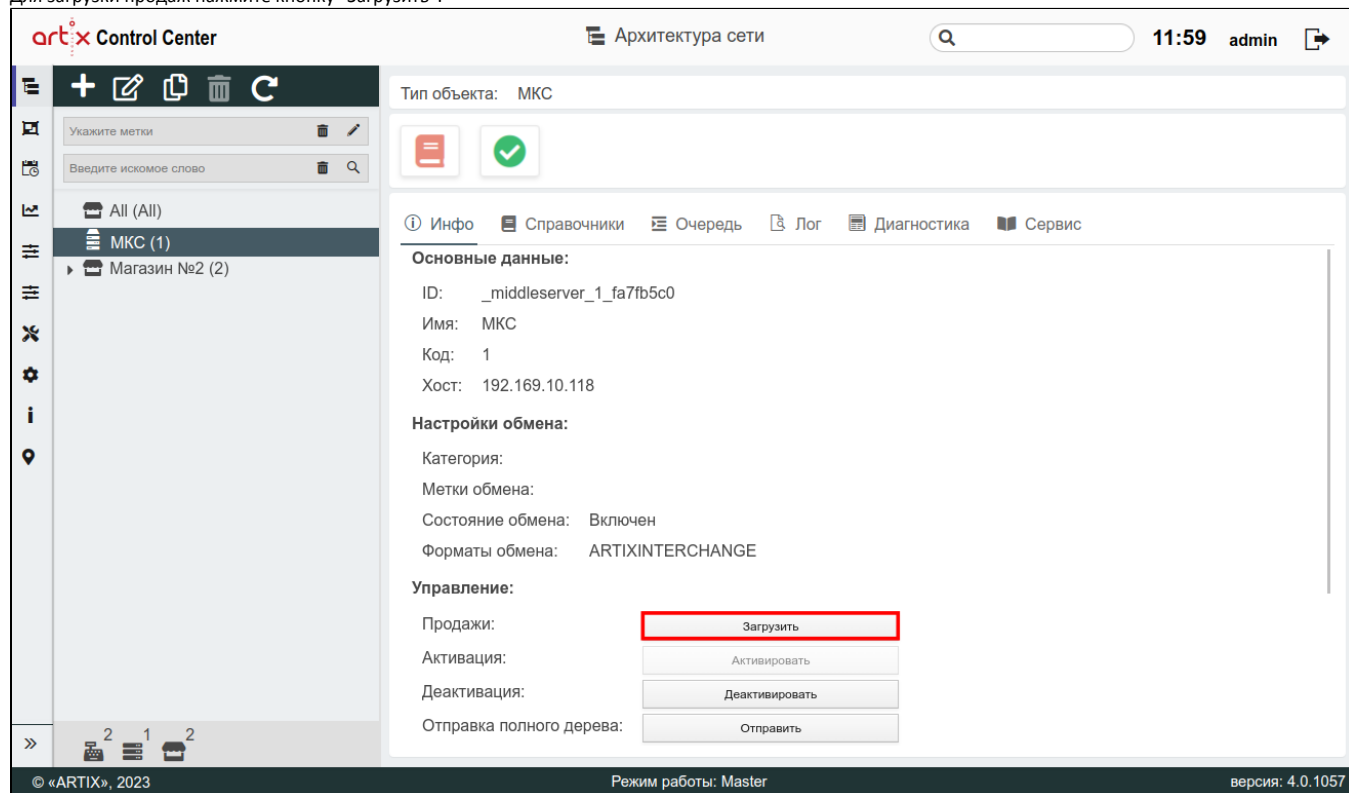 Для загрузки продаж нажмите кнопку "Загрузить".
artix Control Center
Архитектура сети
11:59 admin
Тип объекта: МКС
Укажите метки
Введите искомое слово
All (All)
МКС (1)
Магазин №2 (2)
Инфо Справочники Очередь Лог Диагностика Сервис
Основные данные:
ID: _middleserver_1_fa7fb5c0
Имя: МКС
Код: 1
Хост: 192.169.10.118
Настройки обмена:
Категория:
Метки обмена:
Состояние обмена: Включен
Форматы обмена: ARTIXINTERCHANGE
Управление:
Продажи: Загрузить
Активация: Активировать
Деактивация: Деактивировать
Отправка полного дерева: Отправить
2 1 2
© «ARTIX», 2023
Режим работы: Master
версия: 4.0.1057